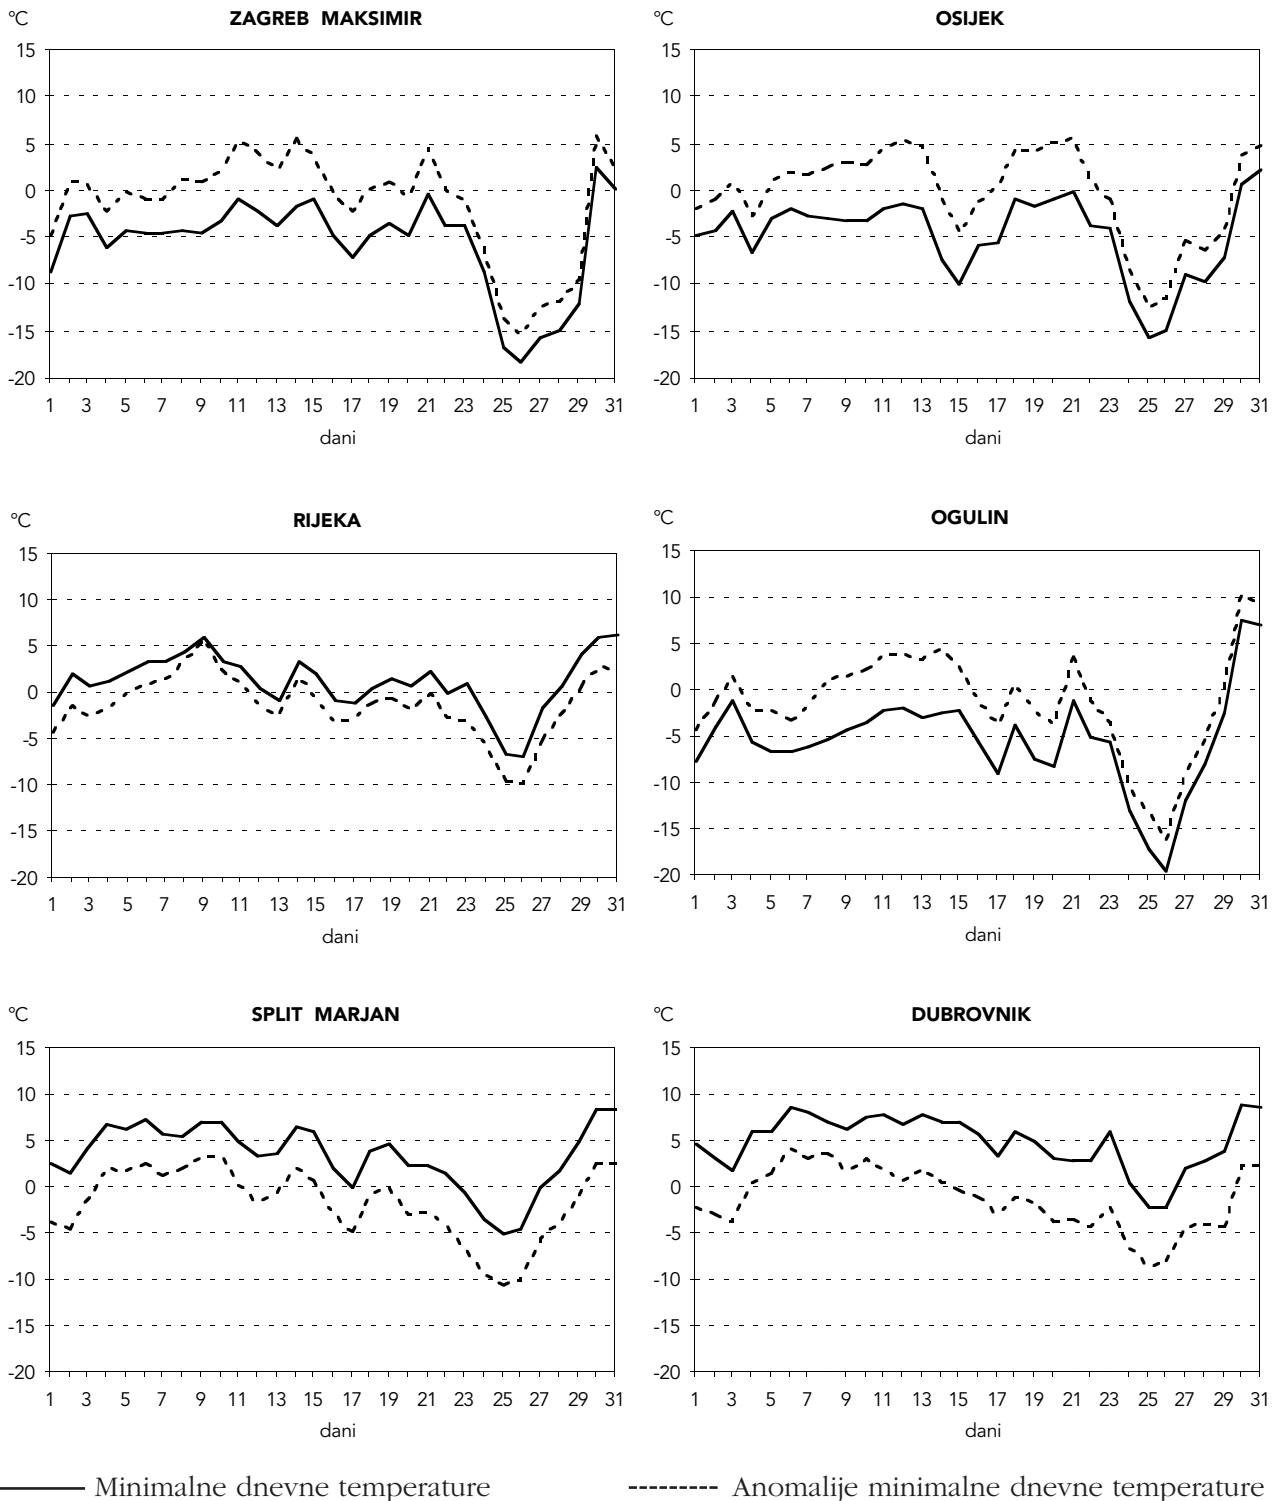 °C ZAGREB MAKSIMIR
15
10
5
0
-5
-10
-15
-20
1 3 5 7 9 11 13 15 17 19 21 23 25 27 29 31
dani
°C OSIJEK
15
10
5
0
-5
-10
-15
-20
1 3 5 7 9 11 13 15 17 19 21 23 25 27 29 31
dani
°C RIJEKA
15
10
5
0
-5
-10
-15
-20
1 3 5 7 9 11 13 15 17 19 21 23 25 27 29 31
dani
°C OGULIN
15
10
5
0
-5
-10
-15
-20
1 3 5 7 9 11 13 15 17 19 21 23 25 27 29 31
dani
°C SPLIT MARJAN
15
10
5
0
-5
-10
-15
-20
1 3 5 7 9 11 13 15 17 19 21 23 25 27 29 31
dani
°C DUBROVNIK
15
10
5
0
-5
-10
-15
-20
1 3 5 7 9 11 13 15 17 19 21 23 25 27 29 31
dani
Minimalne dnevne temperature
Anomalije minimalne dnevne temperature